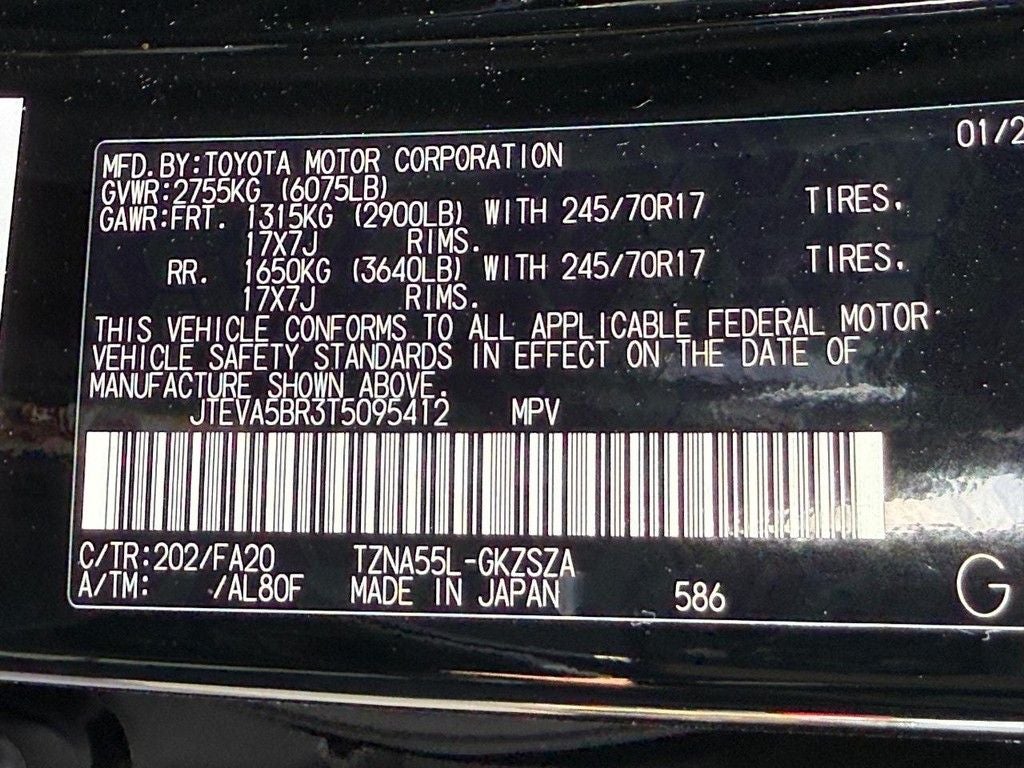 01/2
MFD.BY:TOYOTA MOTOR CORPORATION
GVWR:2755KG (6075LB)
GAWR:FRT. 1315KG (2900LB) WITH 245/70R17 TIRES.
17X7J RIMS.
RR. 1650KG (3640LB) WITH 245/70R17 TIRES.
17X7J RIMS.
THIS VEHICLE CONFORMS TO ALL APPLICABLE FEDERAL MOTOR
VEHICLE SAFETY STANDARDS IN EFFECT ON THE DATE OF
MANUFACTURE SHOWN ABOVE.
JTEVA5BR3T5095412 MPV
C/TR:202/FA20 TZNA55L-GKZSZA
A/TM: /AL80F MADE IN JAPAN 586
G